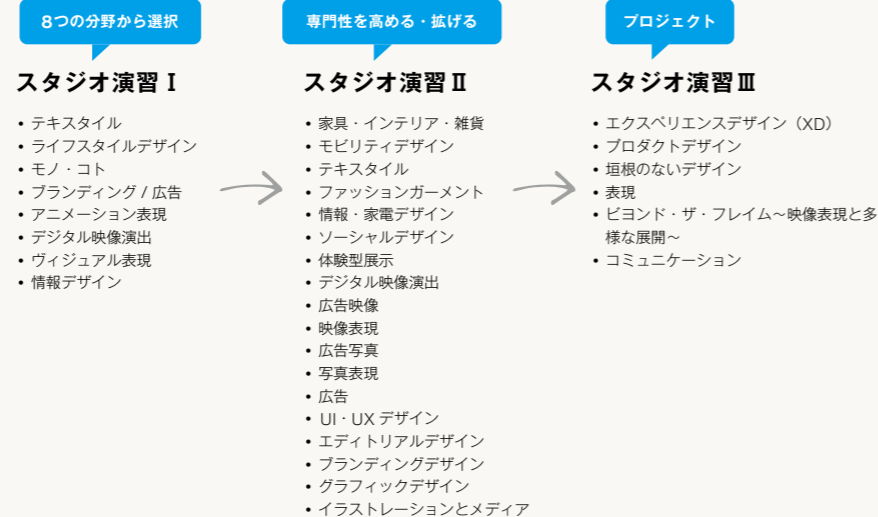 8つの分野から選択
スタジオ演習Ⅰ
• テキスタイル
• ライフスタイルデザイン
• モノ・コト
• ブランディング / 広告
• アニメーション表現
• デジタル映像演出
• ヴィジュアル表現
• 情報デザイン
専門性を高める・拡げる
スタジオ演習Ⅱ
• 家具・インテリア・雑貨
• モビリティデザイン
• テキスタイル
• ファッションガーメント
• 情報・家電デザイン
• ソーシャルデザイン
• 体験型展示
• デジタル映像演出
• 広告映像
• 映像表現
• 広告写真
• 写真表現
• 広告
• UI・UX デザイン
• エディトリアルデザイン
• ブランディングデザイン
• グラフィックデザイン
• イラストレーションとメディア
プロジェクト
スタジオ演習Ⅲ
• エクスペリエンスデザイン（XD）
• プロダクトデザイン
• 垣根のないデザイン
• 表現
• ビヨンド・ザ・フレイム～映像表現と多
様な展開～
• コミュニケーション